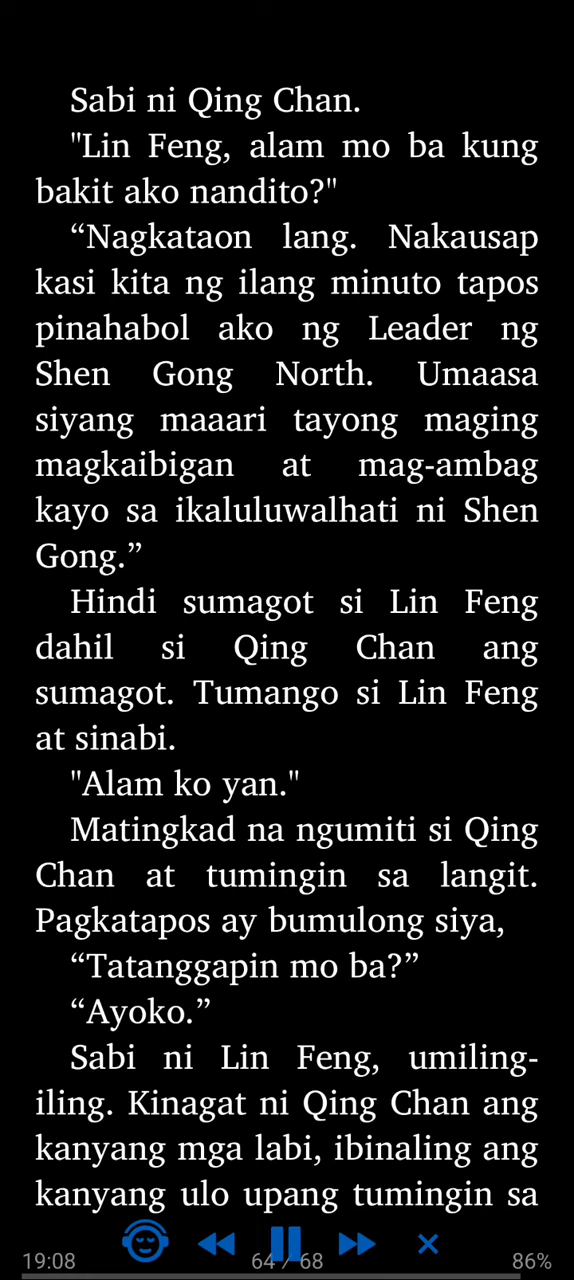 Sabi ni Qing Chan.
"Lin Feng, alam mo ba kung
bakit ako nandito?"
“Nagkataon lang. Nakausap
kasi kita ng ilang minuto tapos
pinahabol ako ng Leader ng
Shen Gong North. Umaasa
siyang maaari tayong maging
magkaibigan at mag-ambag
kayo sa ikaluluwalhati ni Shen
Gong.”
Hindi sumagot si Lin Feng
dahil si Qing Chan ang
sumagot. Tumango si Lin Feng
at sinabi.
"Alam ko yan."
Matingkad na ngumiti si Qing
Chan at tumingin sa langit.
Pagkatapos ay bumulong siya,
“Tatanggapin mo ba?”
“Ayoko.”
Sabi ni Lin Feng, umiling-
iling. Kinagat ni Qing Chan ang
kanyang mga labi, ibinaling ang
kanyang ulo upang tumingin sa
19:08 64 / 68 86%